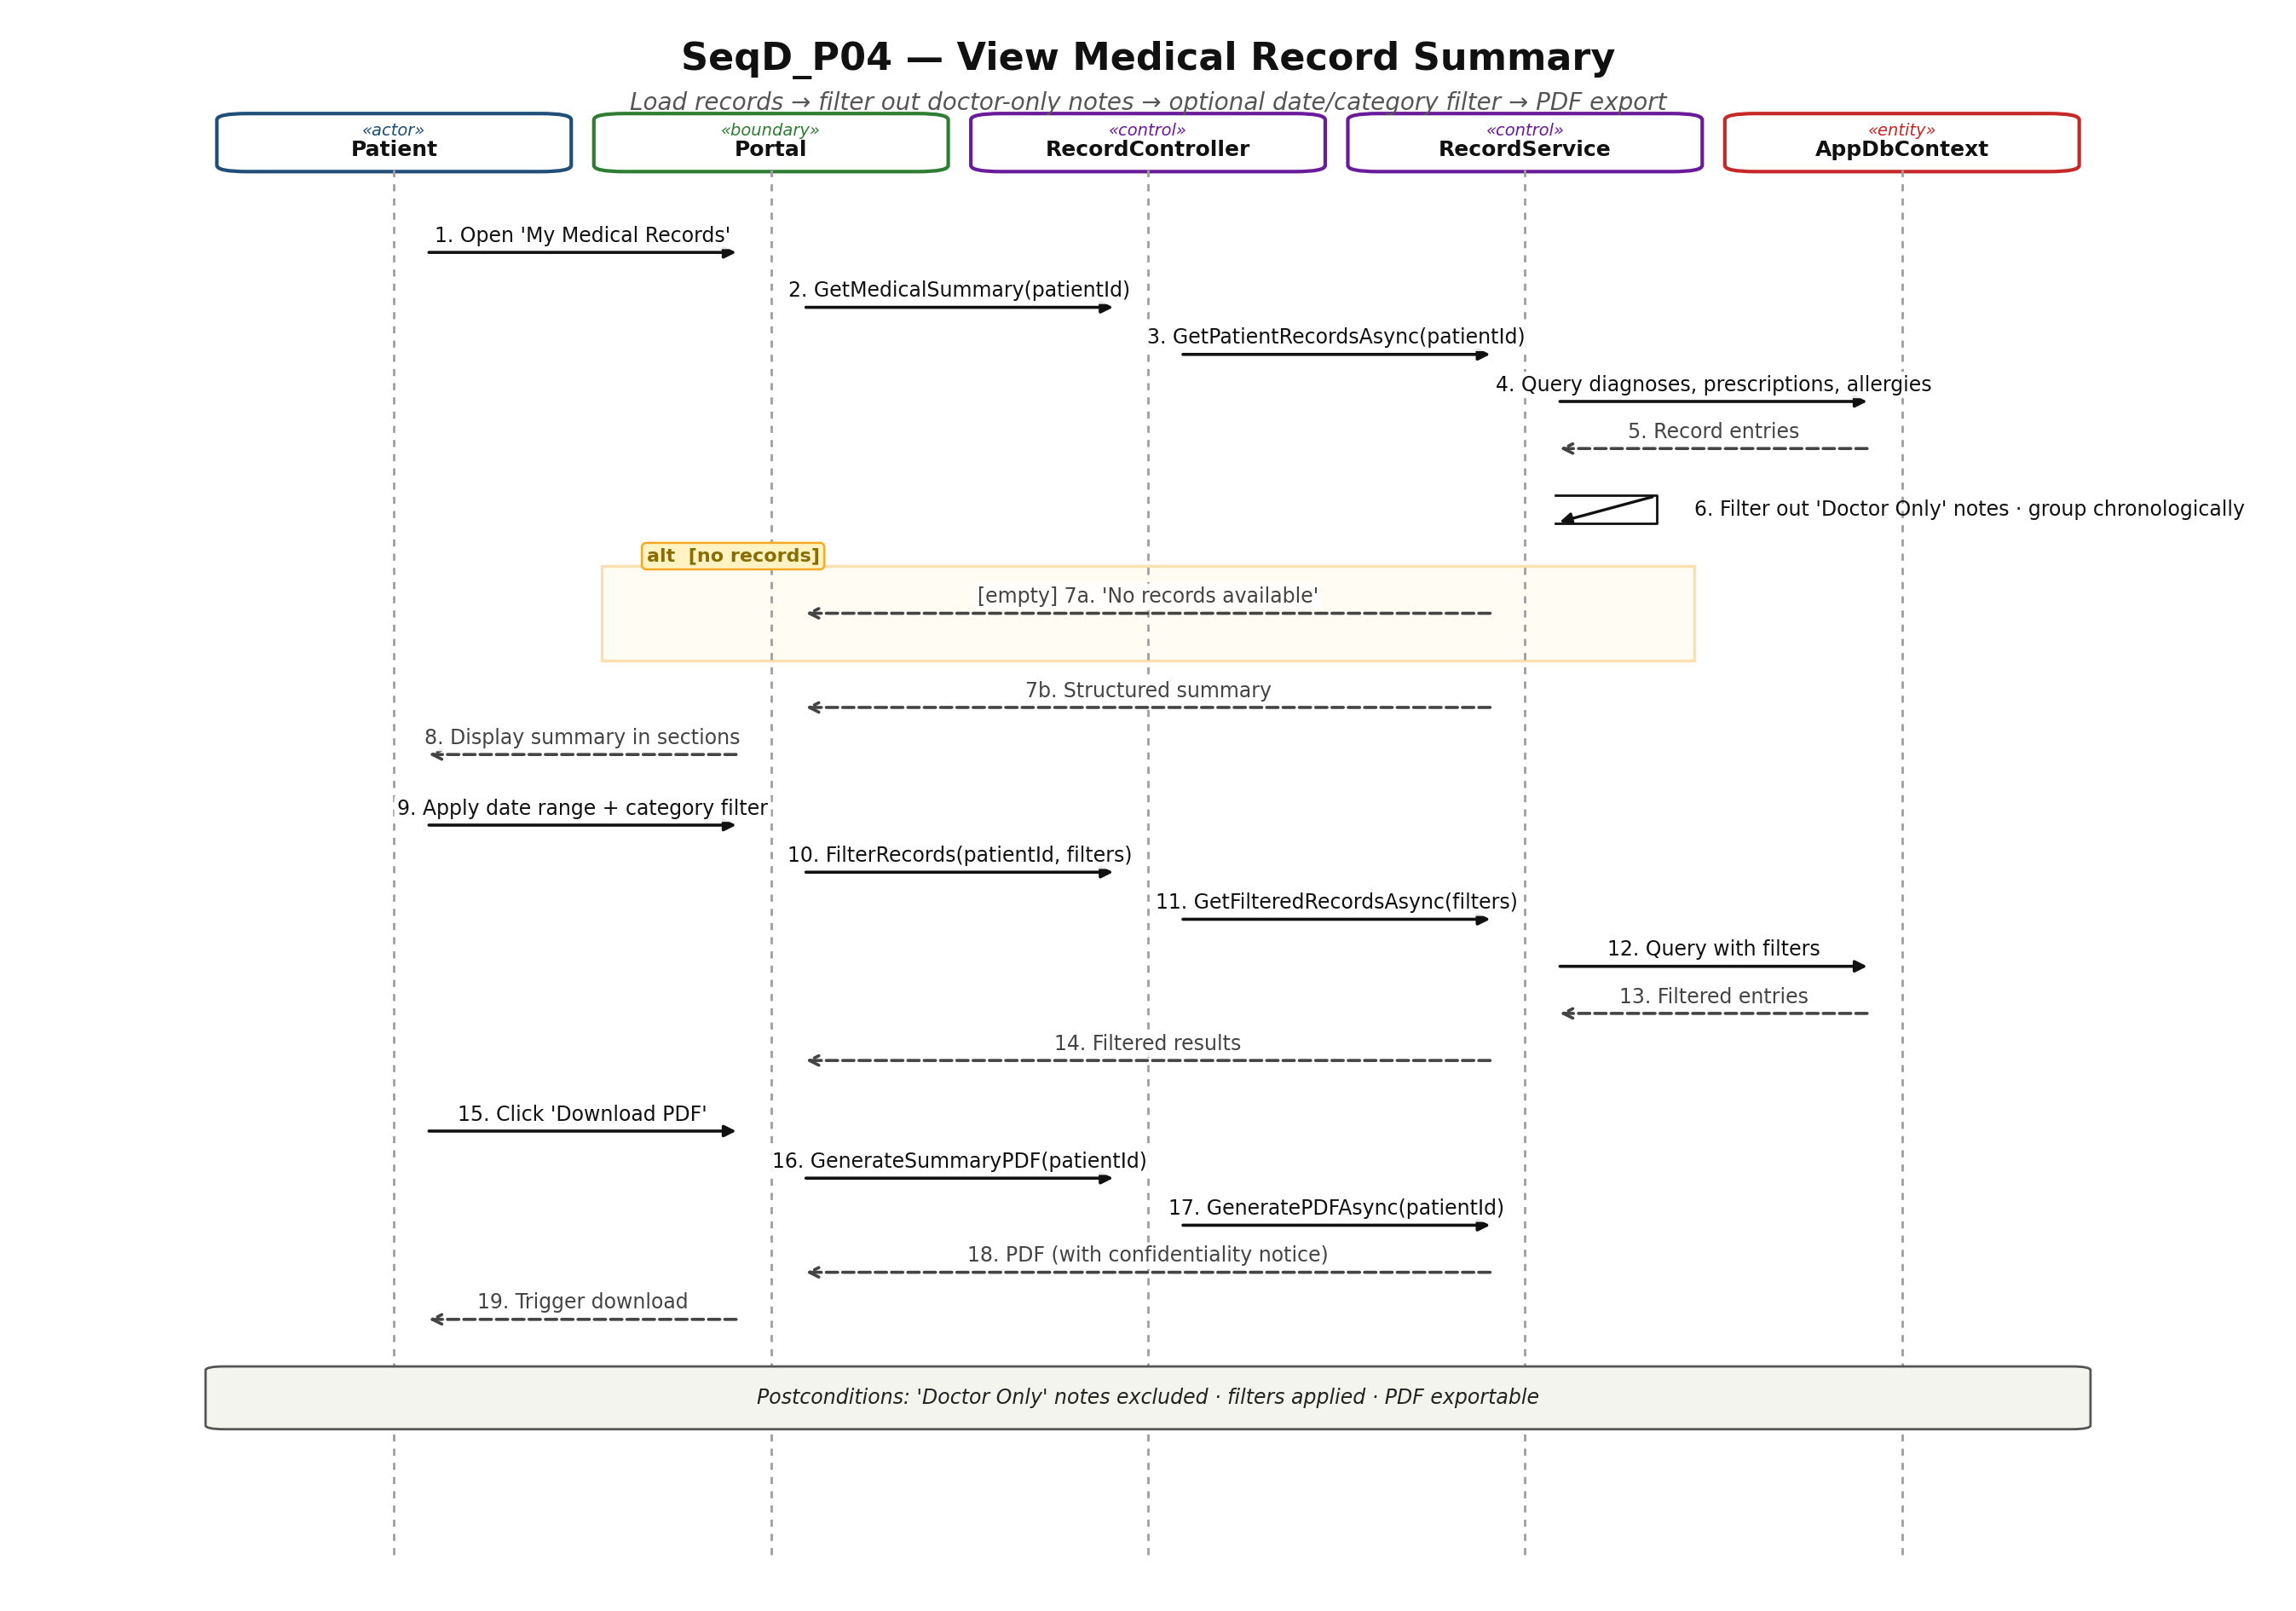 SeqD_P04 — View Medical Record Summary
Load records → filter out doctor-only notes → optional date/category filter → PDF export
«actor»
Patient
«boundary»
Portal
«control»
RecordController
«control»
RecordService
«entity»
AppDbContext
1. Open 'My Medical Records'
2. GetMedicalSummary(patientId)
3. GetPatientRecordsAsync(patientId)
4. Query diagnoses, prescriptions, allergies
5. Record entries
6. Filter out 'Doctor Only' notes · group chronologically
alt [no records]
[empty] 7a. 'No records available'
7b. Structured summary
8. Display summary in sections
9. Apply date range + category filter
10. FilterRecords(patientId, filters)
11. GetFilteredRecordsAsync(filters)
12. Query with filters
13. Filtered entries
14. Filtered results
15. Click 'Download PDF'
16. GenerateSummaryPDF(patientId)
17. GeneratePDFAsync(patientId)
18. PDF (with confidentiality notice)
19. Trigger download
Postconditions: 'Doctor Only' notes excluded · filters applied · PDF exportable